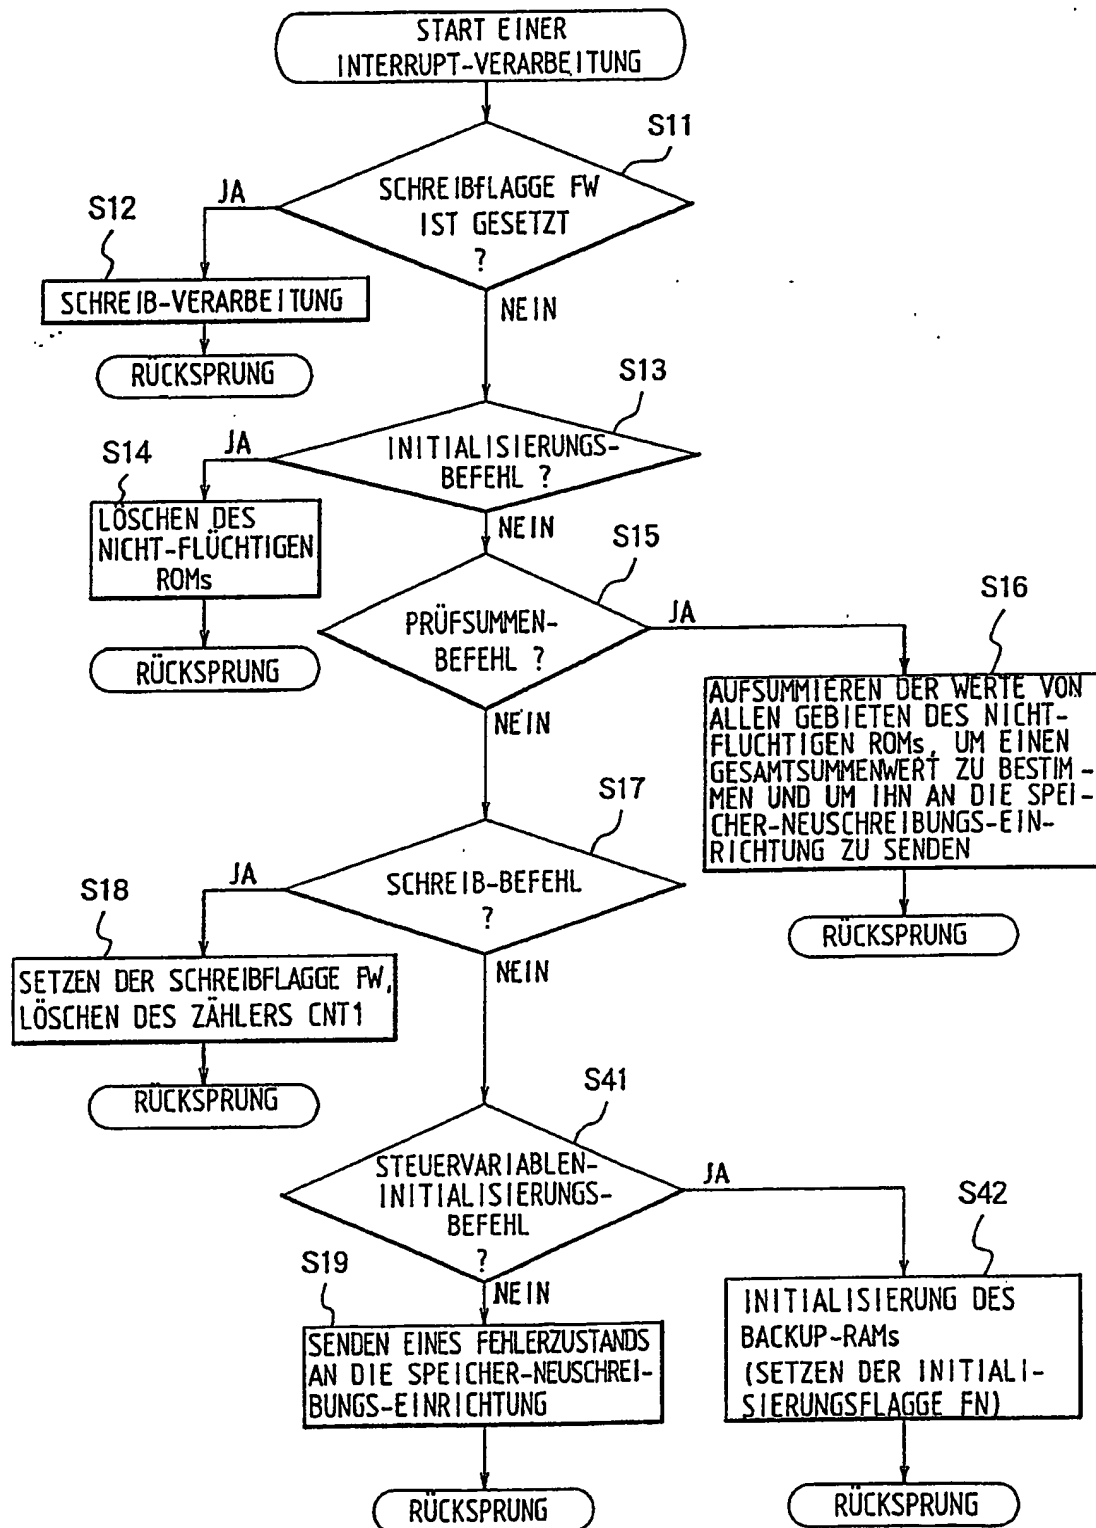 START EINER
INTERRUPT-VERARBEITUNG
S11
SCHREIBFLAGGE FW
IST GESETZT
?
JA
S12
SCHREIB-VERARBEITUNG
NEIN
RÜCKSPRUNG
S13
INITIALISIERUNGS-
BEFEHL ?
JA
S14
LÖSCHEN DES
NICHT-FLÜCHTIGEN
ROMs
NEIN
RÜCKSPRUNG
S15
PRÜFSUMMEN-
BEFEHL ?
JA
S16
AUFSUMMIEREN DER WERTE VON
ALLEN GEBIETEN DES NICHT-
FLUCHTIGEN ROMs, UM EINEN
GESAMTSUMMENWERT ZU BESTIM-
MEN UND UM IHN AN DIE SPEI-
CHER-NEUSCHREIBUNGS-EIN-
RICHTUNG ZU SENDEN
NEIN
RÜCKSPRUNG
S17
SCHREIB-BEFEHL
?
JA
S18
SETZEN DER SCHREIBFLAGGE FW,
LÖSCHEN DES ZÄHLERS CNT1
NEIN
RÜCKSPRUNG
S41
STEUERVARIABLEN-
INITIALISIERUNGS-
BEFEHL
?
JA
S42
INITIALISIERUNG DES
BACKUP-RAMs
(SETZEN DER INITIALI-
SIERUNGSFLAGGE FN)
NEIN
S19
SENDEN EINES FEHLERZUSTANDS
AN DIE SPEICHER-NEUSCHREI-
BUNGS-EINRICHTUNG
RÜCKSPRUNG
RÜCKSPRUNG